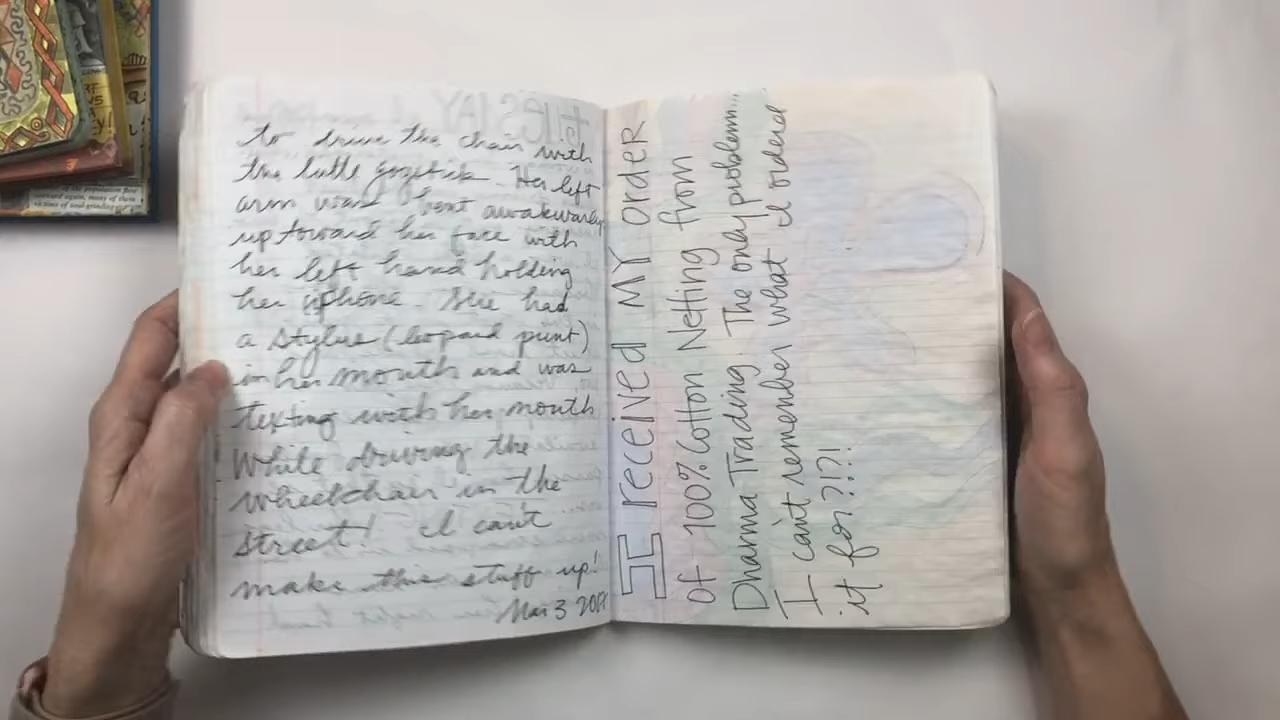 to drive the chair with
the little joystick. Her left
arm was bent awakwardly
up toward her face with
her left hand holding
her iphone. She had
a stylus (leopard print)
in her mouth and was
texting with her mouth
while driving the
wheelchair in the
street! I can't
make this stuff up!
Mar 3
I received MY order
of 100% Cotton Netting from
Dharma Trading. The only problem...
I can't remember what I ordered
it for?!?!